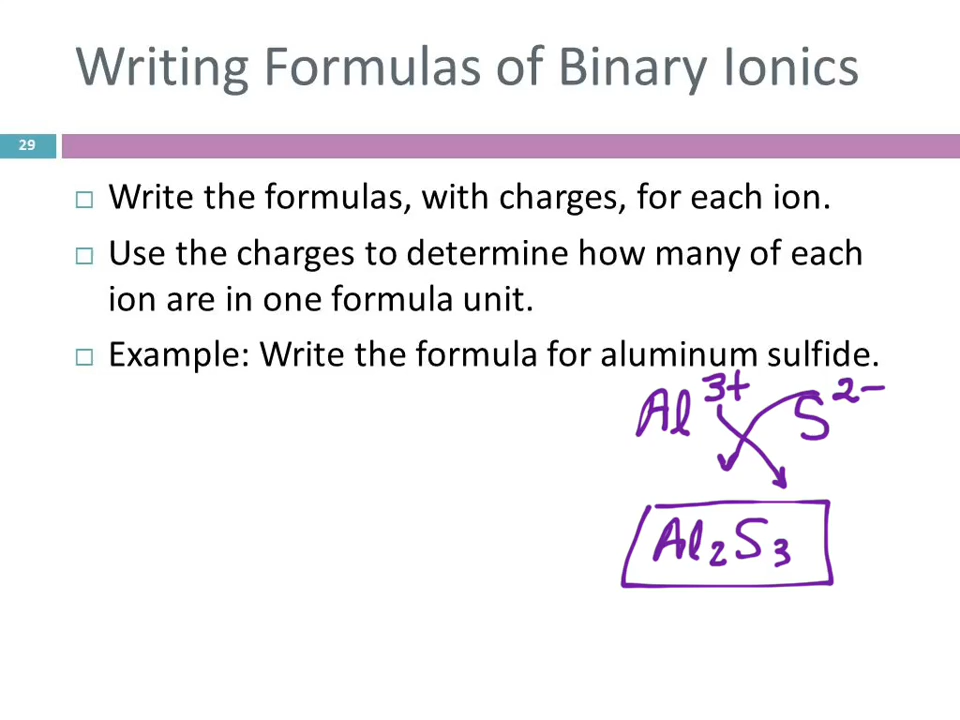 Writing Formulas of Binary Ionics
29
Write the formulas, with charges, for each ion.
Use the charges to determine how many of each
ion are in one formula unit.
Example: Write the formula for aluminum sulfide.
Al³⁺ S²⁻
Al₂S₃